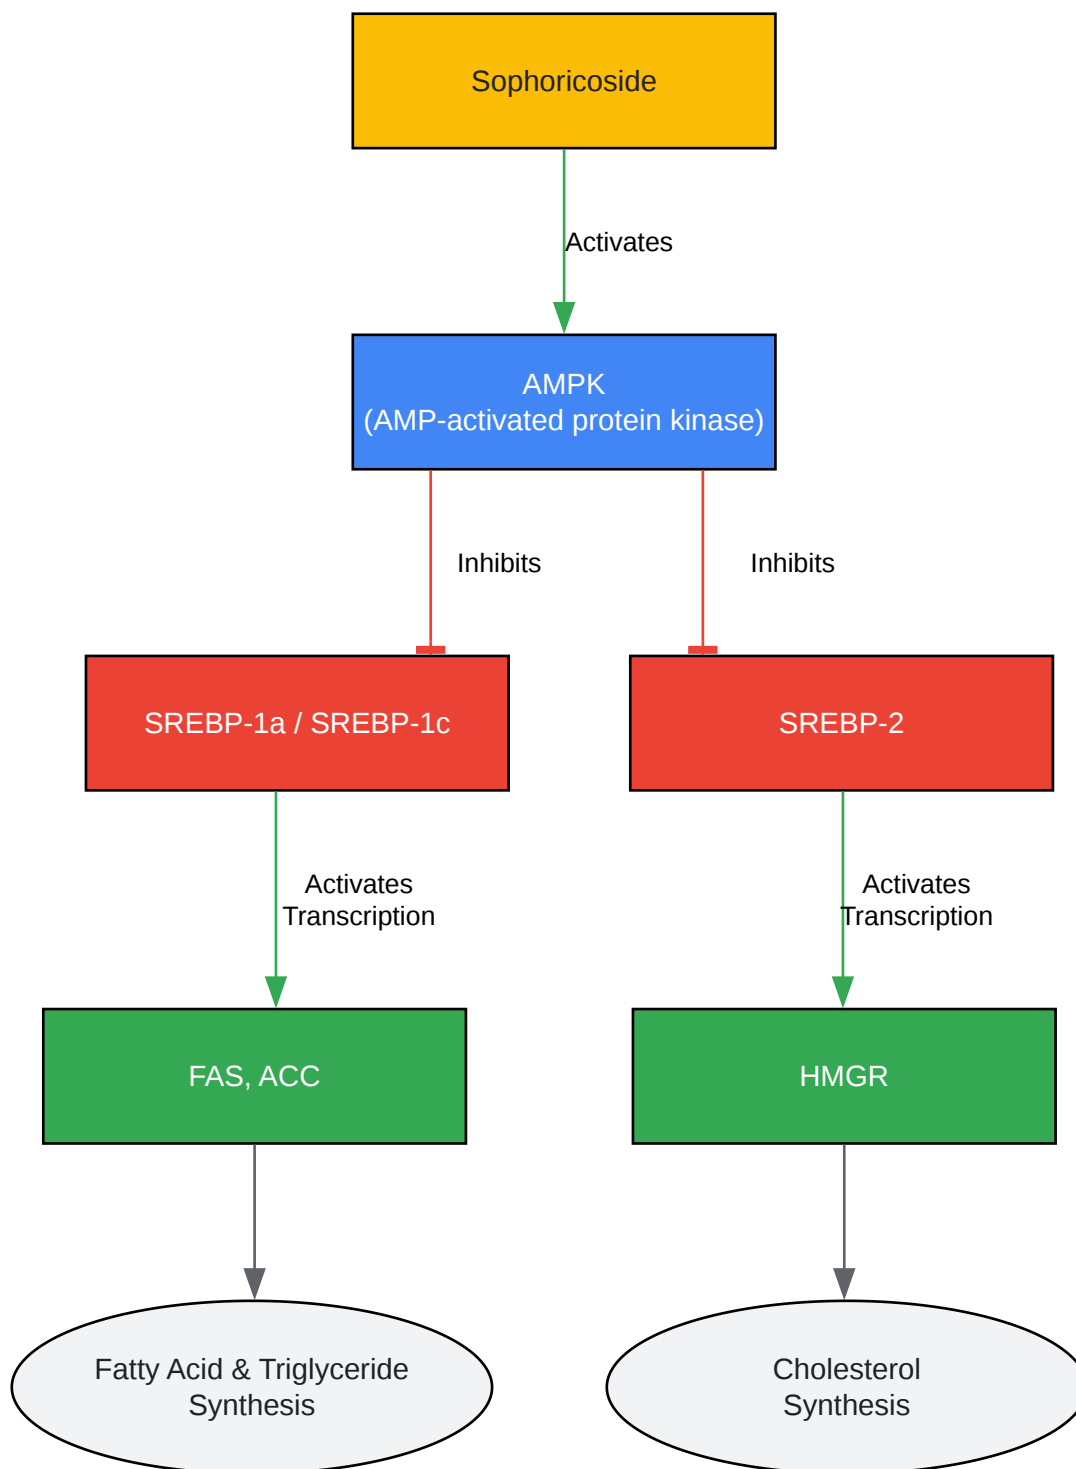 Sophoricoside
Activates
AMPK
(AMP-activated protein kinase)
Inhibits
Inhibits
SREBP-1a / SREBP-1c
SREBP-2
Activates
Transcription
Activates
Transcription
FAS, ACC
HMGR
Fatty Acid & Triglyceride
Synthesis
Cholesterol
Synthesis